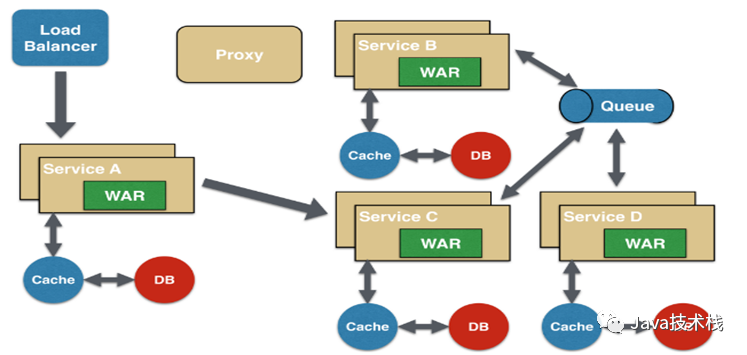 Load
Balancer
Proxy
Service B
WAR
Queue
Cache
DB
Service A
WAR
Cache
DB
Service C
WAR
Cache
DB
Service D
WAR
Cache
Java技术栈